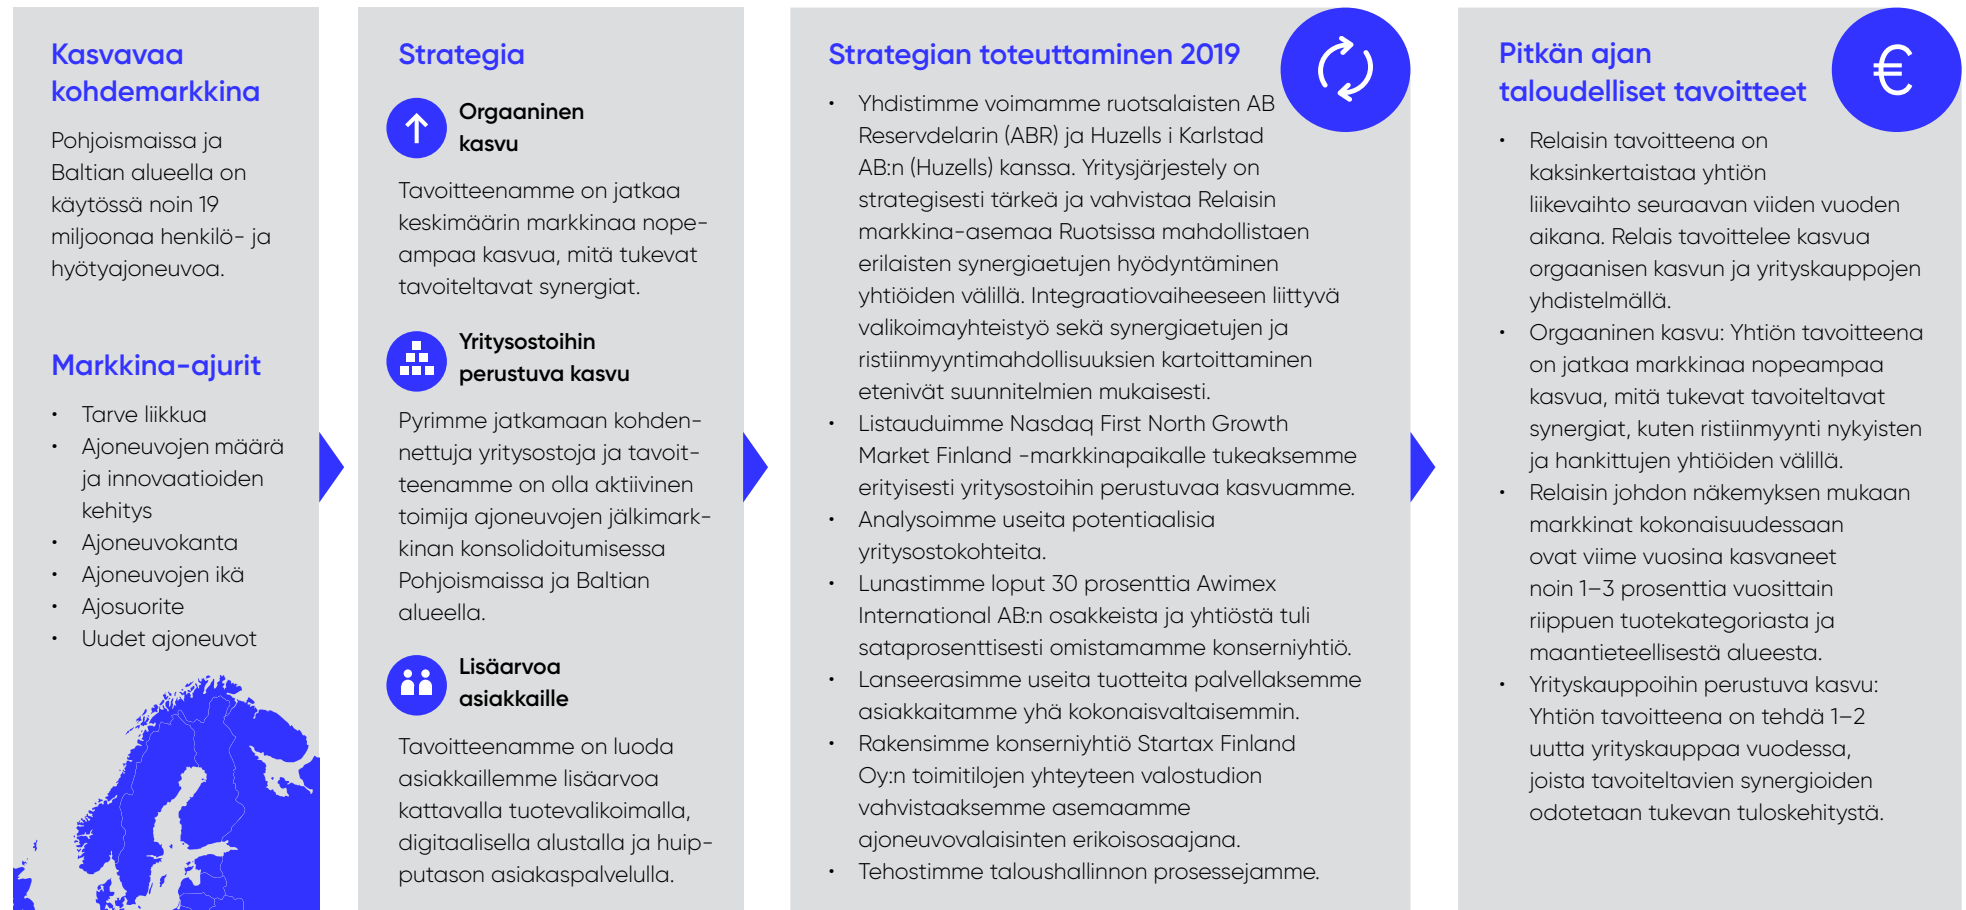 Kasvavaa
kohdemarkkina
Pohjoismaissa ja
Baltian alueella on
käytössä noin 19
miljoonaa henkilö- ja
hyötyajoneuvoa.
Markkina-ajurit
• Tarve liikkua
• Ajoneuvojen määrä
ja innovaatioiden
kehitys
• Ajoneuvokanta
• Ajoneuvojen ikä
• Ajosuorite
• Uudet ajoneuvot
Strategia
Orgaaninen
kasvu
Tavoitteenamme on jatkaa
keskimäärin markkinaa nope-
ampaa kasvua, mitä tukevat
tavoiteltavat synergiat.
Yritysostoihin
perustuva kasvu
Pyrimme jatkamaan kohden-
nettuja yritysostoja ja tavoit-
teenamme on olla aktiivinen
toimija ajoneuvojen jälkimark-
kinan konsolidoitumisessa
Pohjoismaissa ja Baltian
alueella.
Lisäarvoa
asiakkaille
Tavoitteenamme on luoda
asiakkaillemme lisäarvoa
kattavalla tuotevalikoimalla,
digitaalisella alustalla ja huip-
putason asiakaspalvelulla.
Strategian toteuttaminen 2019
• Yhdistimme voimamme ruotsalaisten AB
Reservdelarin (ABR) ja Huzells i Karlstad
AB:n (Huzells) kanssa. Yritysjärjestely on
strategisesti tärkeä ja vahvistaa Relaisin
markkina-asemaa Ruotsissa mahdollistaen
erilaisten synergiaetujen hyödyntäminen
yhtiöiden välillä. Integraatiovaiheeseen liittyvä
valikoimayhteistyö sekä synergiaetujen ja
ristiinmyyntimahdollisuuksien kartoittaminen
etenivät suunnitelmien mukaisesti.
• Listauduimme Nasdaq First North Growth
Market Finland -markkinapaikalle tukeaksemme
erityisesti yritysostoihin perustuvaa kasvuamme.
• Analysoimme useita potentiaalisia
yritysostokohteita.
• Lunastimme loput 30 prosenttia Awimex
International AB:n osakkeista ja yhtiöstä tuli
sataprosenttisesti omistamamme konserniyhtiö.
• Lanseerasimme useita tuotteita palvellaksemme
asiakkaitamme yhä kokonaisvaltaisemmin.
• Rakensimme konserniyhtiö Startax Finland
Oy:n toimitilojen yhteyteen valostudion
vahvistaaksemme asemaamme
ajoneuvovalaisinten erikoisosaajana.
• Tehostimme taloushallinnon prosessejamme.
Pitkän ajan
taloudelliset tavoitteet
€
• Relaisin tavoitteena on
kaksinkertaistaa yhtiön
liikevaihto seuraavan viiden vuoden
aikana. Relais tavoittelee kasvua
orgaanisen kasvun ja yrityskauppojen
yhdistelmällä.
• Orgaaninen kasvu: Yhtiön tavoitteena
on jatkaa markkinaa nopeampaa
kasvua, mitä tukevat tavoiteltavat
synergiat, kuten ristiinmyynti nykyisten
ja hankittujen yhtiöiden välillä.
• Relaisin johdon näkemyksen mukaan
markkinat kokonaisuudessaan
ovat viime vuosina kasvaneet
noin 1–3 prosenttia vuosittain
riippuen tuotekategoriasta ja
maantieteellisestä alueesta.
• Yrityskauppoihin perustuva kasvu:
Yhtiön tavoitteena on tehdä 1–2
uutta yrityskauppaa vuodessa,
joista tavoiteltavien synergioiden
odotetaan tukevan tuloskehitystä.